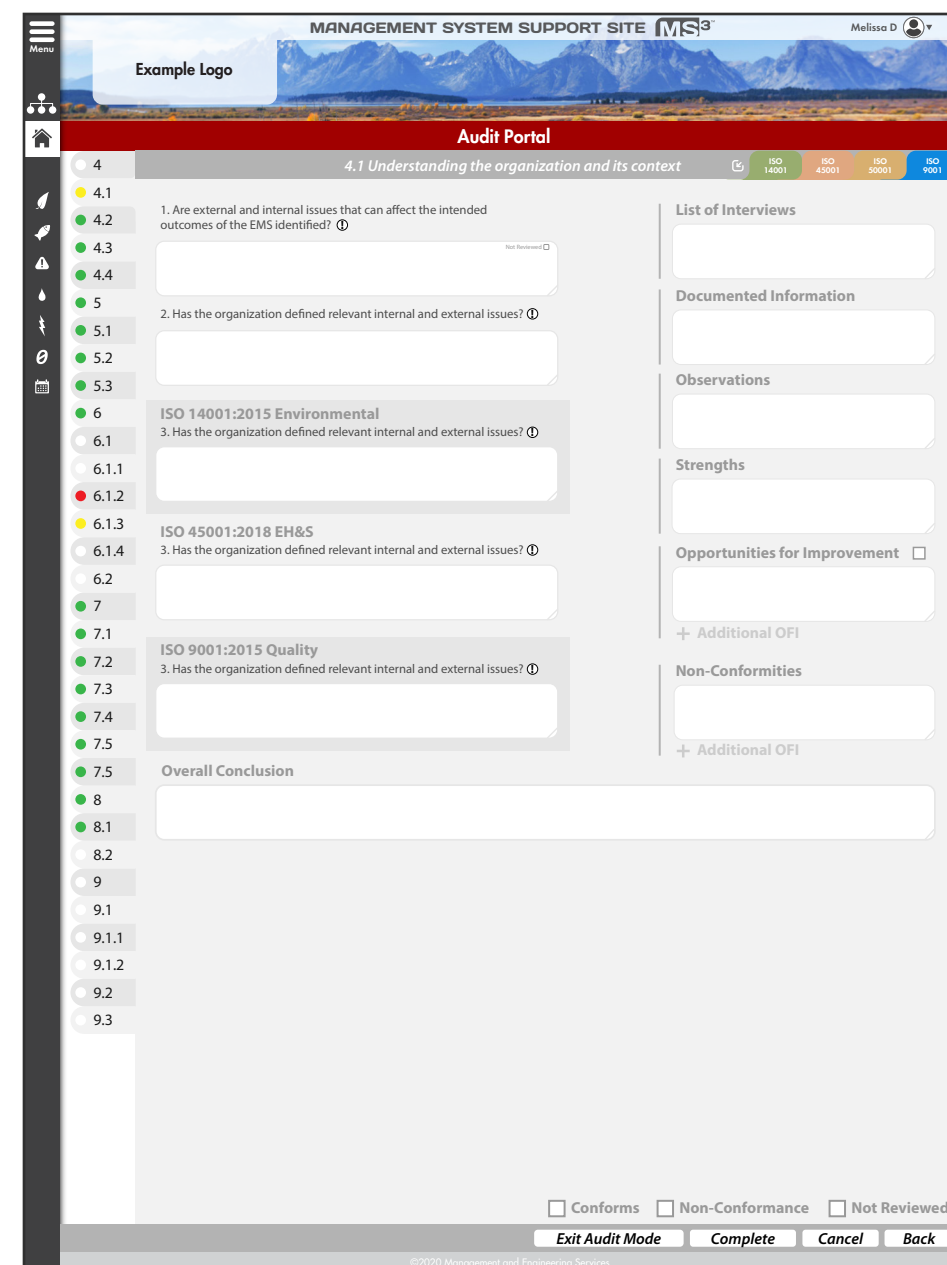 MANAGEMENT SYSTEM SUPPORT SITE MS3
Melissa D
Menu
Example Logo
Audit Portal
4.1 Understanding the organization and its context
ISO 14001
ISO 45001
ISO 50001
ISO 9001
4
4.1
4.2
4.3
4.4
5
5.1
5.2
5.3
6
6.1
6.1.1
6.1.2
6.1.3
6.1.4
6.2
7
7.1
7.2
7.3
7.4
7.5
7.5
8
8.1
8.2
9
9.1
9.1.1
9.1.2
9.2
9.3
1. Are external and internal issues that can affect the intended
outcomes of the EMS identified?
Not Reviewed
2. Has the organization defined relevant internal and external issues?
ISO 14001:2015 Environmental
3. Has the organization defined relevant internal and external issues?
ISO 45001:2018 EH&S
3. Has the organization defined relevant internal and external issues?
ISO 9001:2015 Quality
3. Has the organization defined relevant internal and external issues?
Overall Conclusion
List of Interviews
Documented Information
Observations
Strengths
Opportunities for Improvement
+ Additional OFI
Non-Conformities
+ Additional OFI
Conforms
Non-Conformance
Not Reviewed
Exit Audit Mode
Complete
Cancel
Back
©2020 Management and Engineering Services